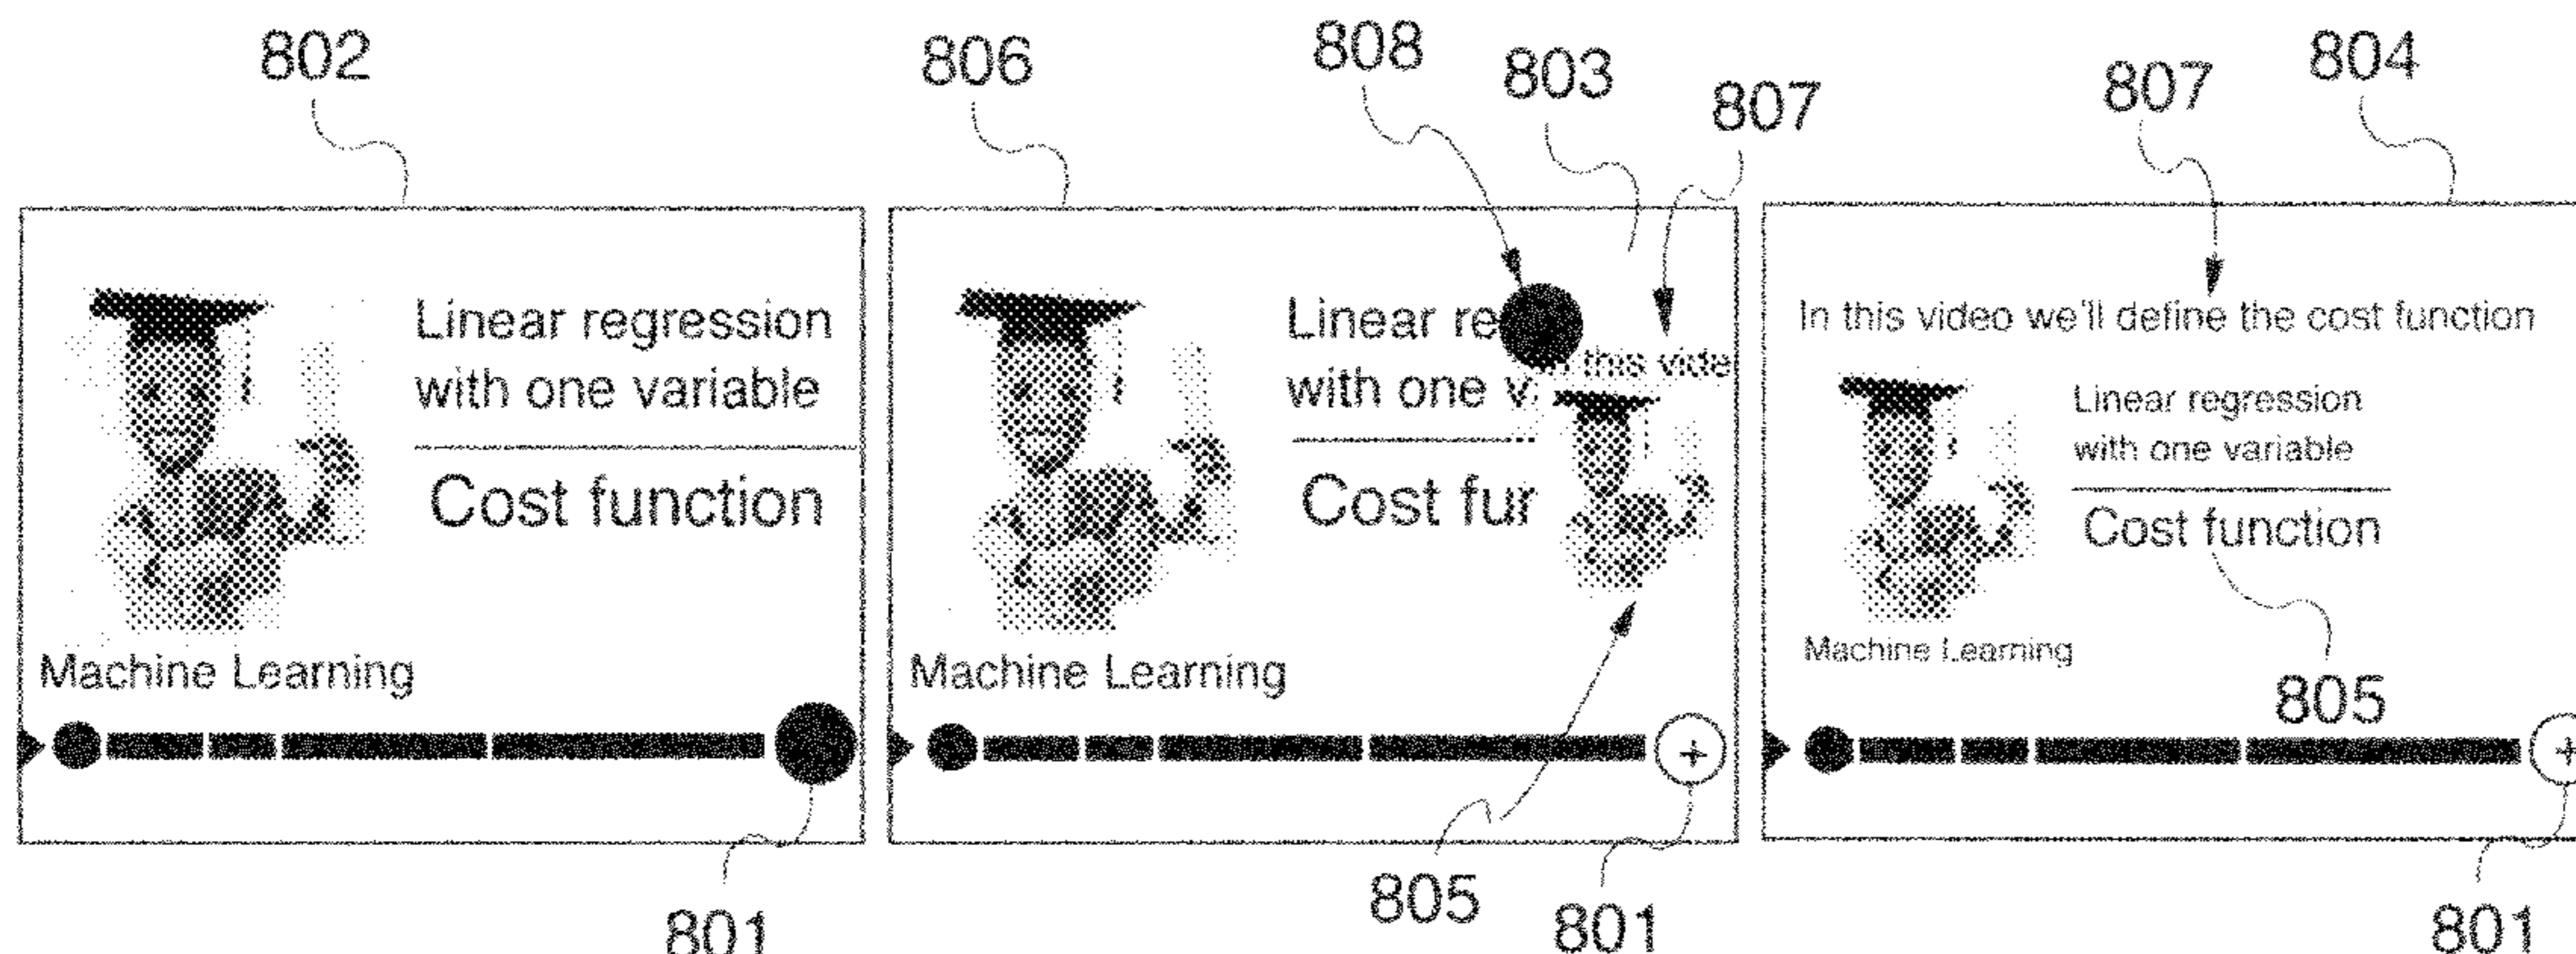 802
806
808
803
807
807
804
Linear regression
with one variable
Cost function
Machine Learning
801
Linear re
with one v
Cost fur
this vide
Machine Learning
805
801
In this video we'll define the cost function
Linear regression
with one variable
Cost function
Machine Learning
805
801